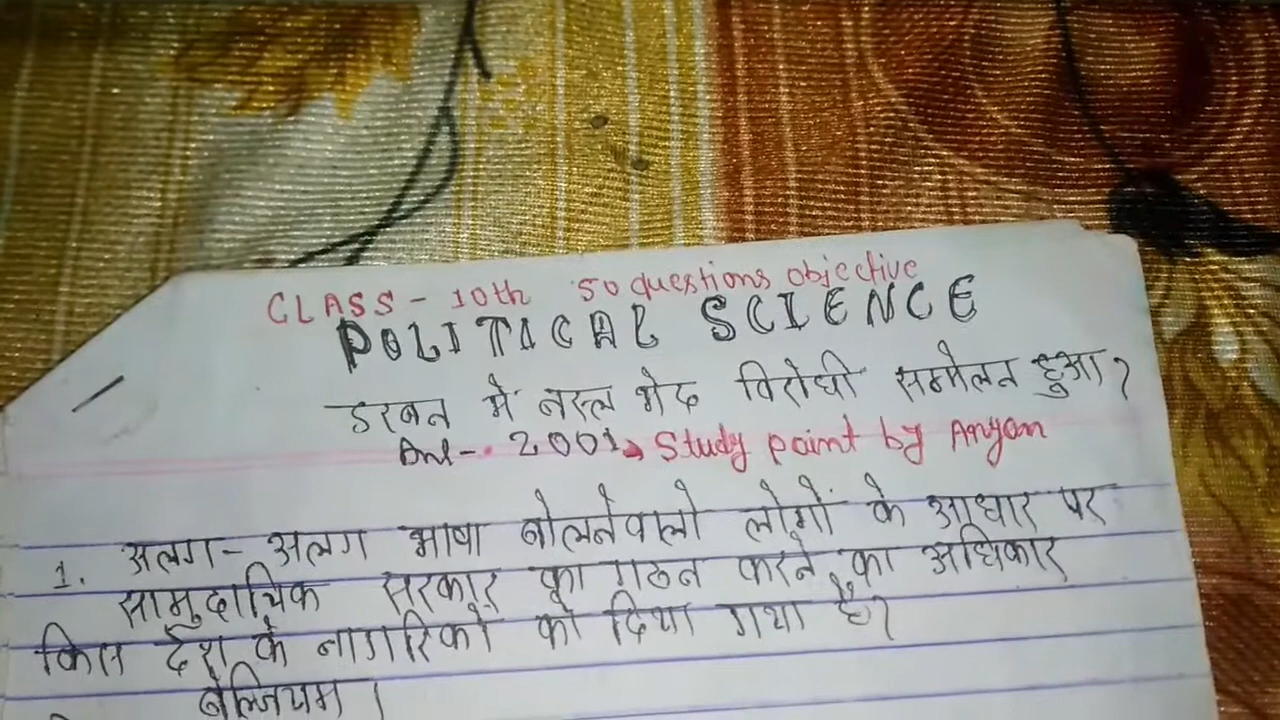 CLASS - 10th 50 questions objective
POLITICAL SCIENCE
डरबन में नस्ल भेद विरोधी सम्मेलन हुआ?
Ans - 2001 Study point by Anyan
1. अलग - अलग भाषा बोलनेवालो लोगों के आधार पर
सामुदायिक सरकार का गठन करने का अधिकार
किस देश के नागरिकों को दिया गया है?
बेल्जियम ।